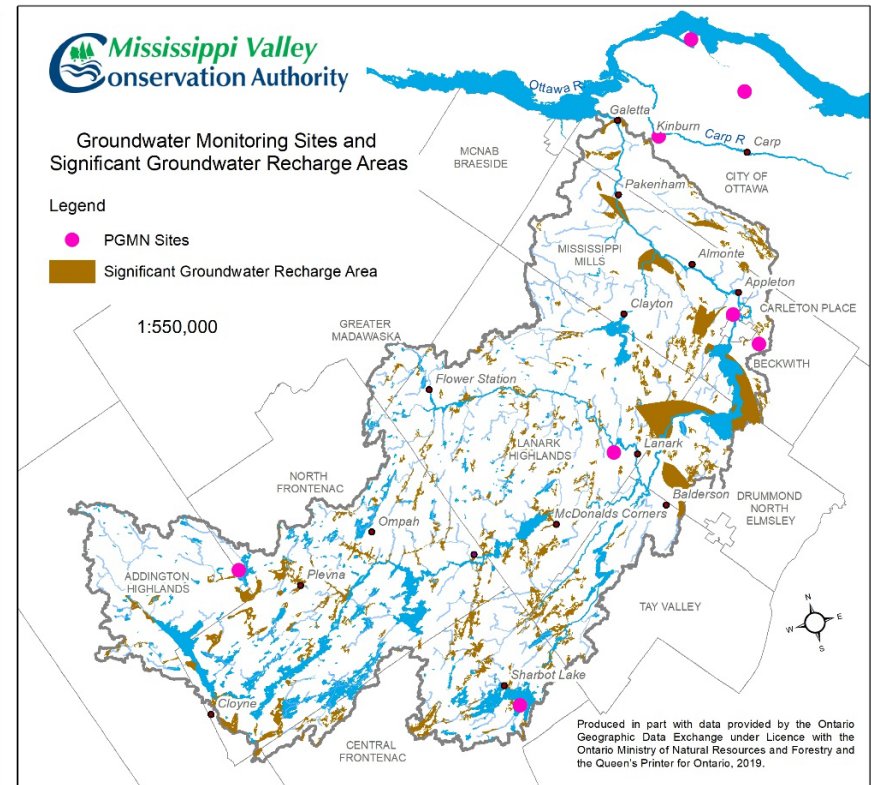 Mississippi Valley
Conservation Authority
Groundwater Monitoring Sites and
Significant Groundwater Recharge Areas
Legend
PGMN Sites
Significant Groundwater Recharge Area
1:550,000
Ottawa R
Galetta
Kinburn
Carp R
Carp
MCNAB
BRAESIDE
CITY OF
OTTAWA
Pakenham
MISSISSIPPI
MILLS
Almonte
Appleton
Clayton
CARLETON PLACE
GREATER
MADAWASKA
BECKWITH
Flower Station
LANARK
HIGHLANDS
Lanark
NORTH
FRONTENAC
Balderson
DRUMMOND
NORTH
ELMSLEY
McDonalds Corners
Ompah
ADDINGTON
HIGHLANDS
Plevna
TAY VALLEY
N
E
W
S
Sharbot Lake
Cloyne
CENTRAL
FRONTENAC
Produced in part with data provided by the Ontario
Geographic Data Exchange under Licence with the
Ontario Ministry of Natural Resources and Forestry and
the Queen's Printer for Ontario, 2019.